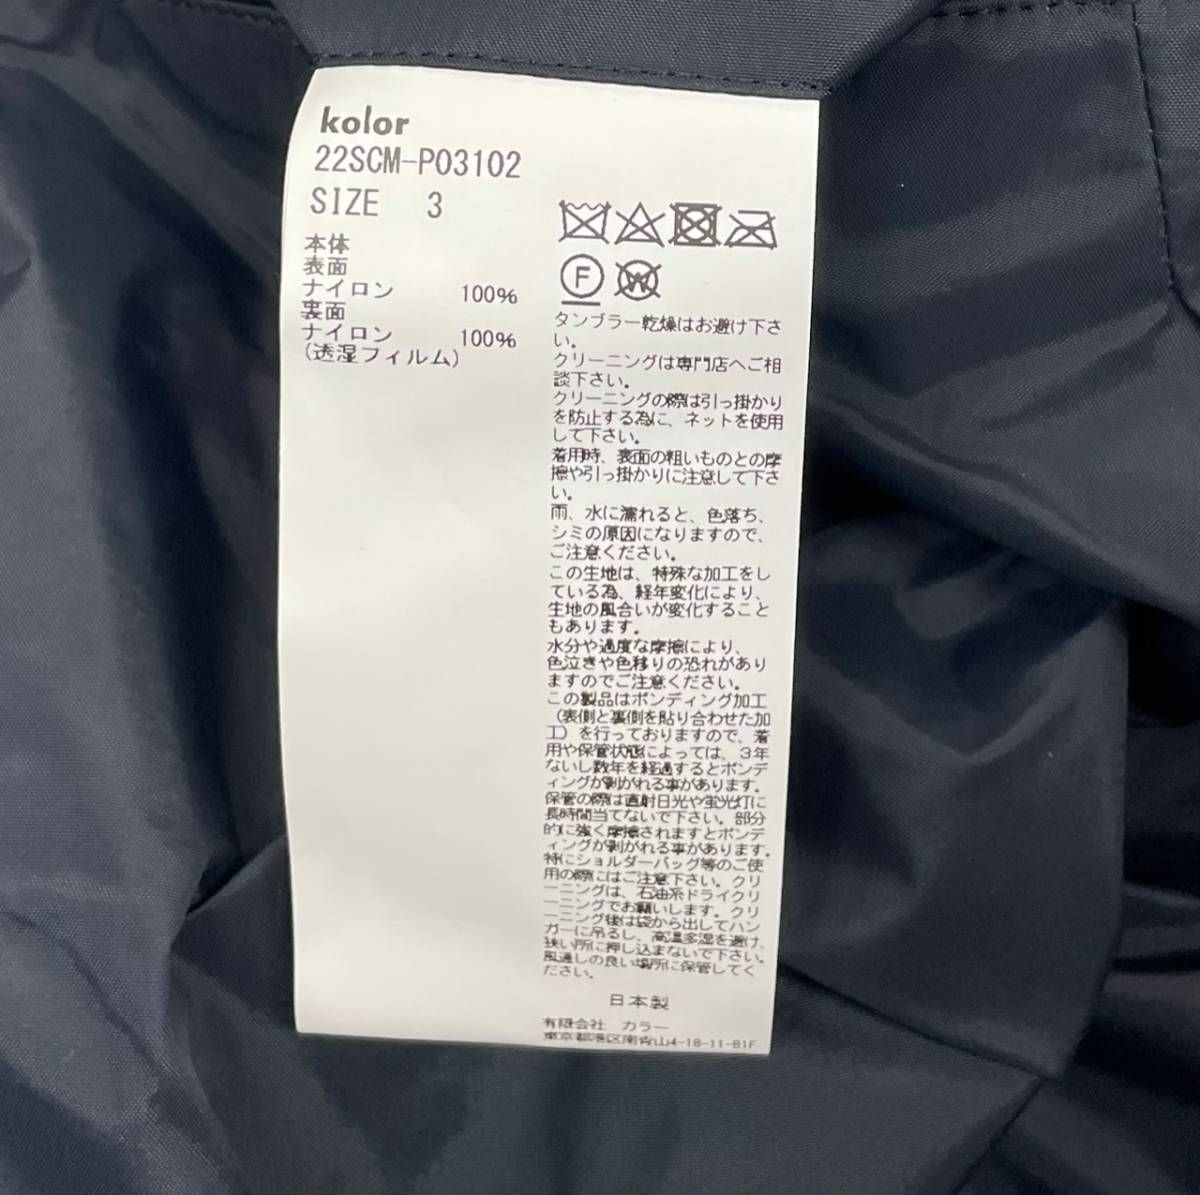 kolor
22SCM-P03102
SIZE 3
本体
表面
ナイロン 100%
裏面
ナイロン 100%
(透湿フィルム)
F
W
タンブラー乾燥はお避け下さ
い。
クリーニングは専門店へご相
談下さい。
クリーニングの際は引っ掛かり
を防止する為に、ネットを使用
して下さい。
着用時、表面の粗いものとの摩
擦や引っ掛かりに注意して下さ
い。
雨、水に濡れると、色落ち、
シミの原因になりますので、
ご注意ください。
この生地は、特殊な加工をし
ている為、経年変化により、
生地の風合いが変化すること
もあります。
水分や過度な摩擦により、
色泣きや色移りの恐れがあり
ますのでご注意ください。
この製品はボンディング加工
(表側と裏側を貼り合わせた加
工)を行っておりますので、着
用や保管状態によっては、3年
ないし数年を経過するとボンデ
ィングが剥がれる事があります。
保管の際は直射日光や蛍光灯に
長時間当てないで下さい。部分
的に強く摩擦されますとボンデ
ィングが剥がれる事があります。
特にショルダーバッグ等のご使
用の際にはご注意下さい。クリ
ーニングは、石油系ドライクリ
ーニングでお願いします。クリ
ーニング後は袋から出してハン
ガーに吊るし、高温多湿を避け、
狭い所に押し込まないで下さい。
風通しの良い場所に保管してく
ださい。
日本製
有限会社 カラー
東京都港区南青山4-18-11-B1F